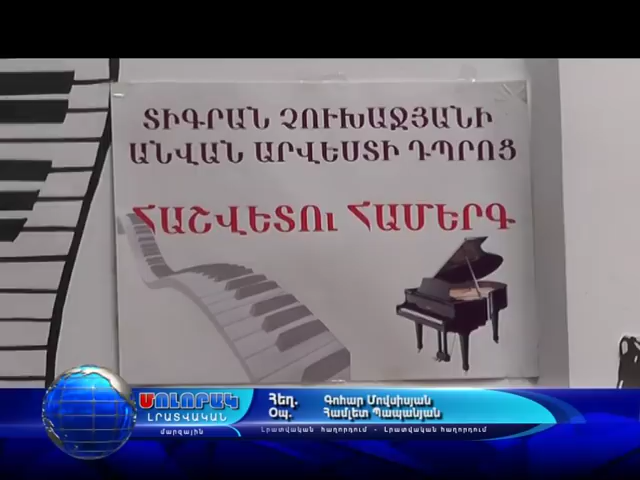 ՏԻԳՐԱՆ ՉՈՒԽԱՋՅԱՆԻ
ԱՆՎԱՆ ԱՐՎԵՍՏԻ ԴՊՐՈՑ
ՀԱՇՎԵՏՈւ ՀԱՄԵՐԳ
ՄՈԼՈՐԱԿ
ԼՐԱՏՎԱԿԱՆ
մարզային
Հեղ. Գոհար Մովսիսյան
Օպ. Համլետ Պապանյան
Լրատվական հաղորդում - Լրատվական հաղորդում